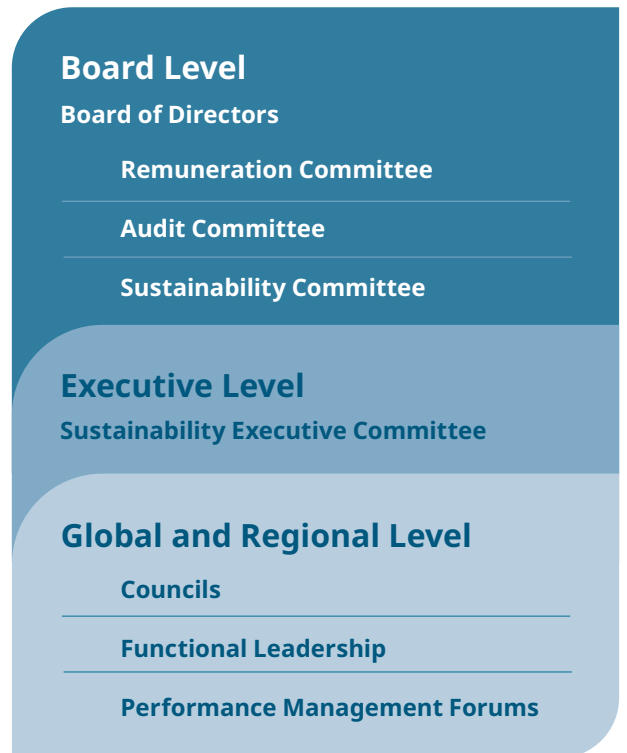 Board Level
Board of Directors
Remuneration Committee
Audit Committee
Sustainability Committee
Executive Level
Sustainability Executive Committee
Global and Regional Level
Councils
Functional Leadership
Performance Management Forums